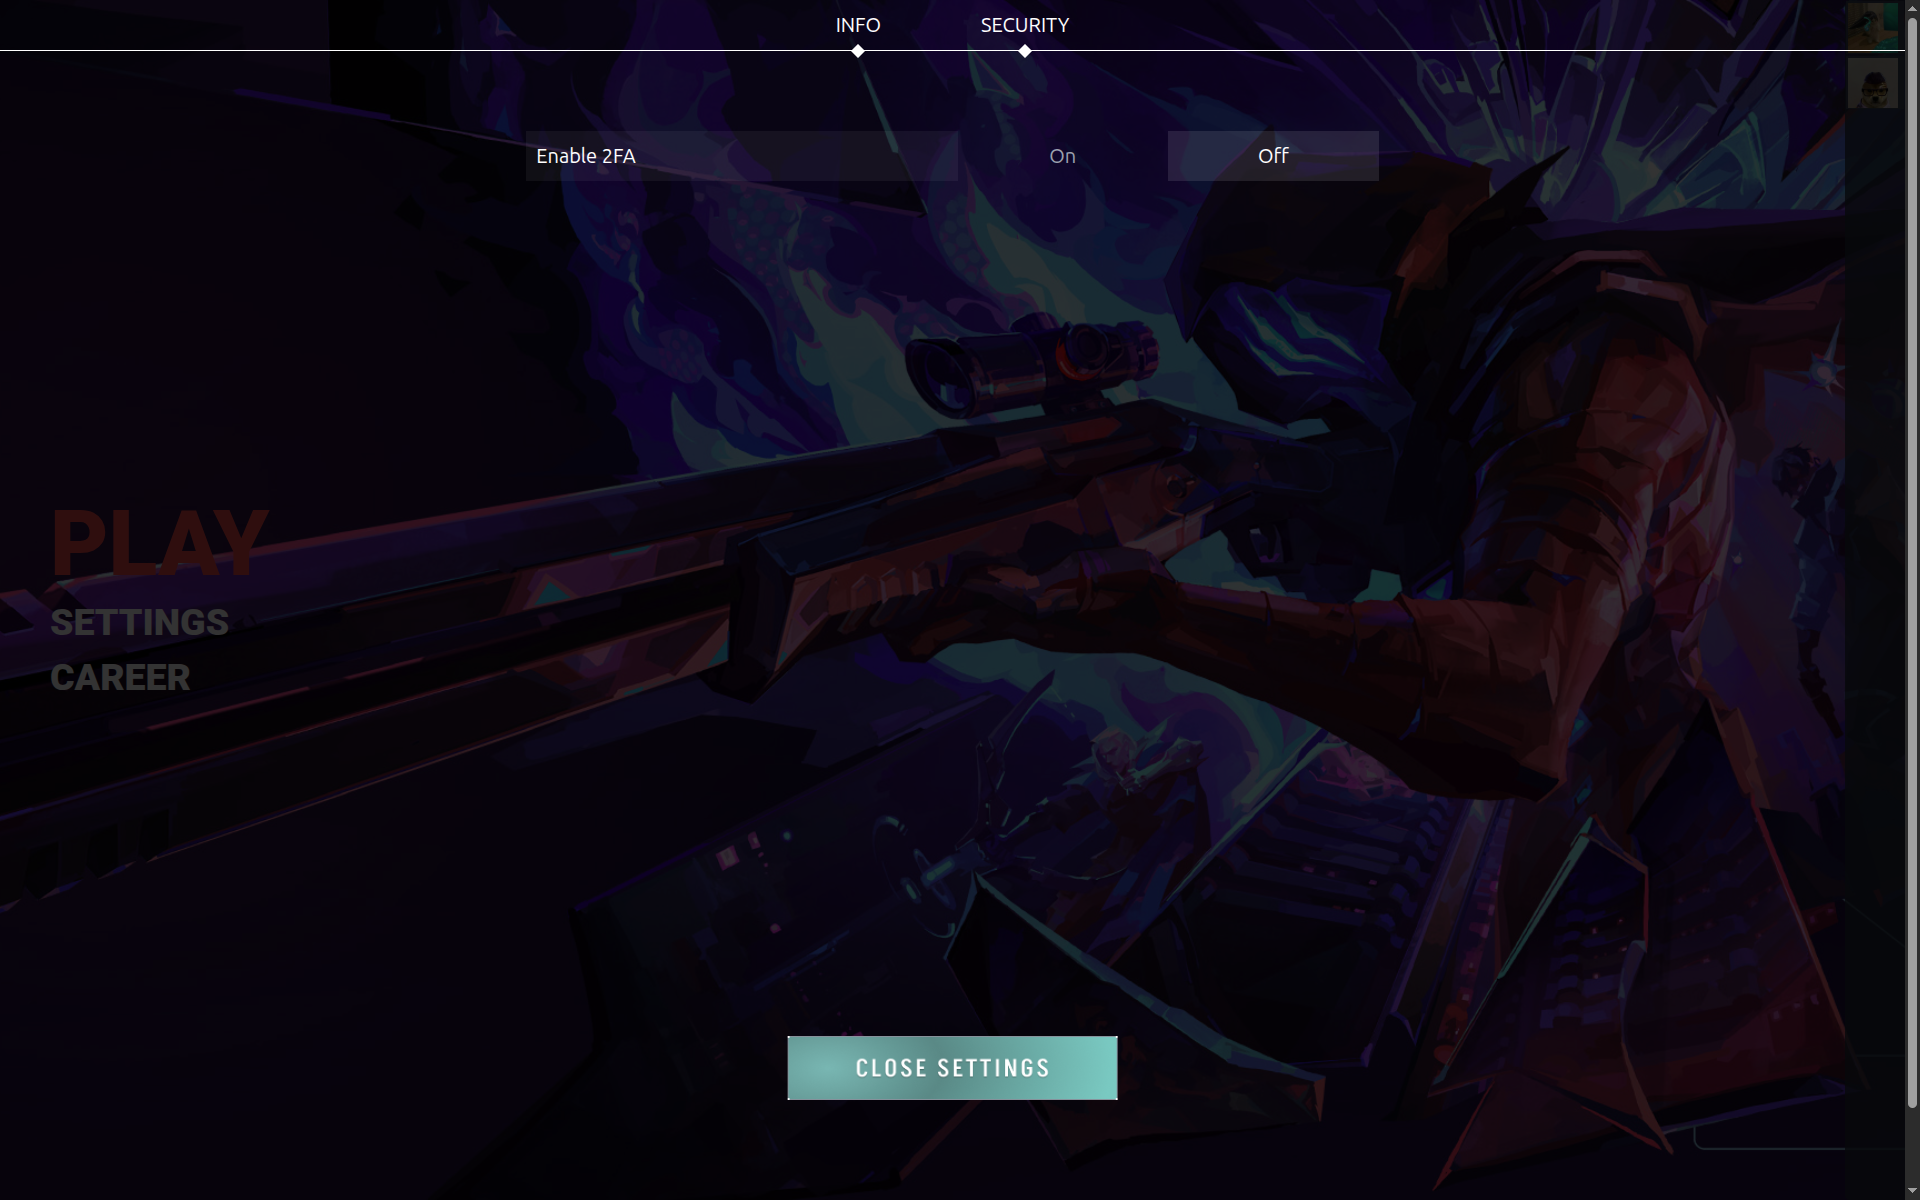 INFO
SECURITY
Enable 2FA
On
Off
PLAY
SETTINGS
CAREER
CLOSE SETTINGS